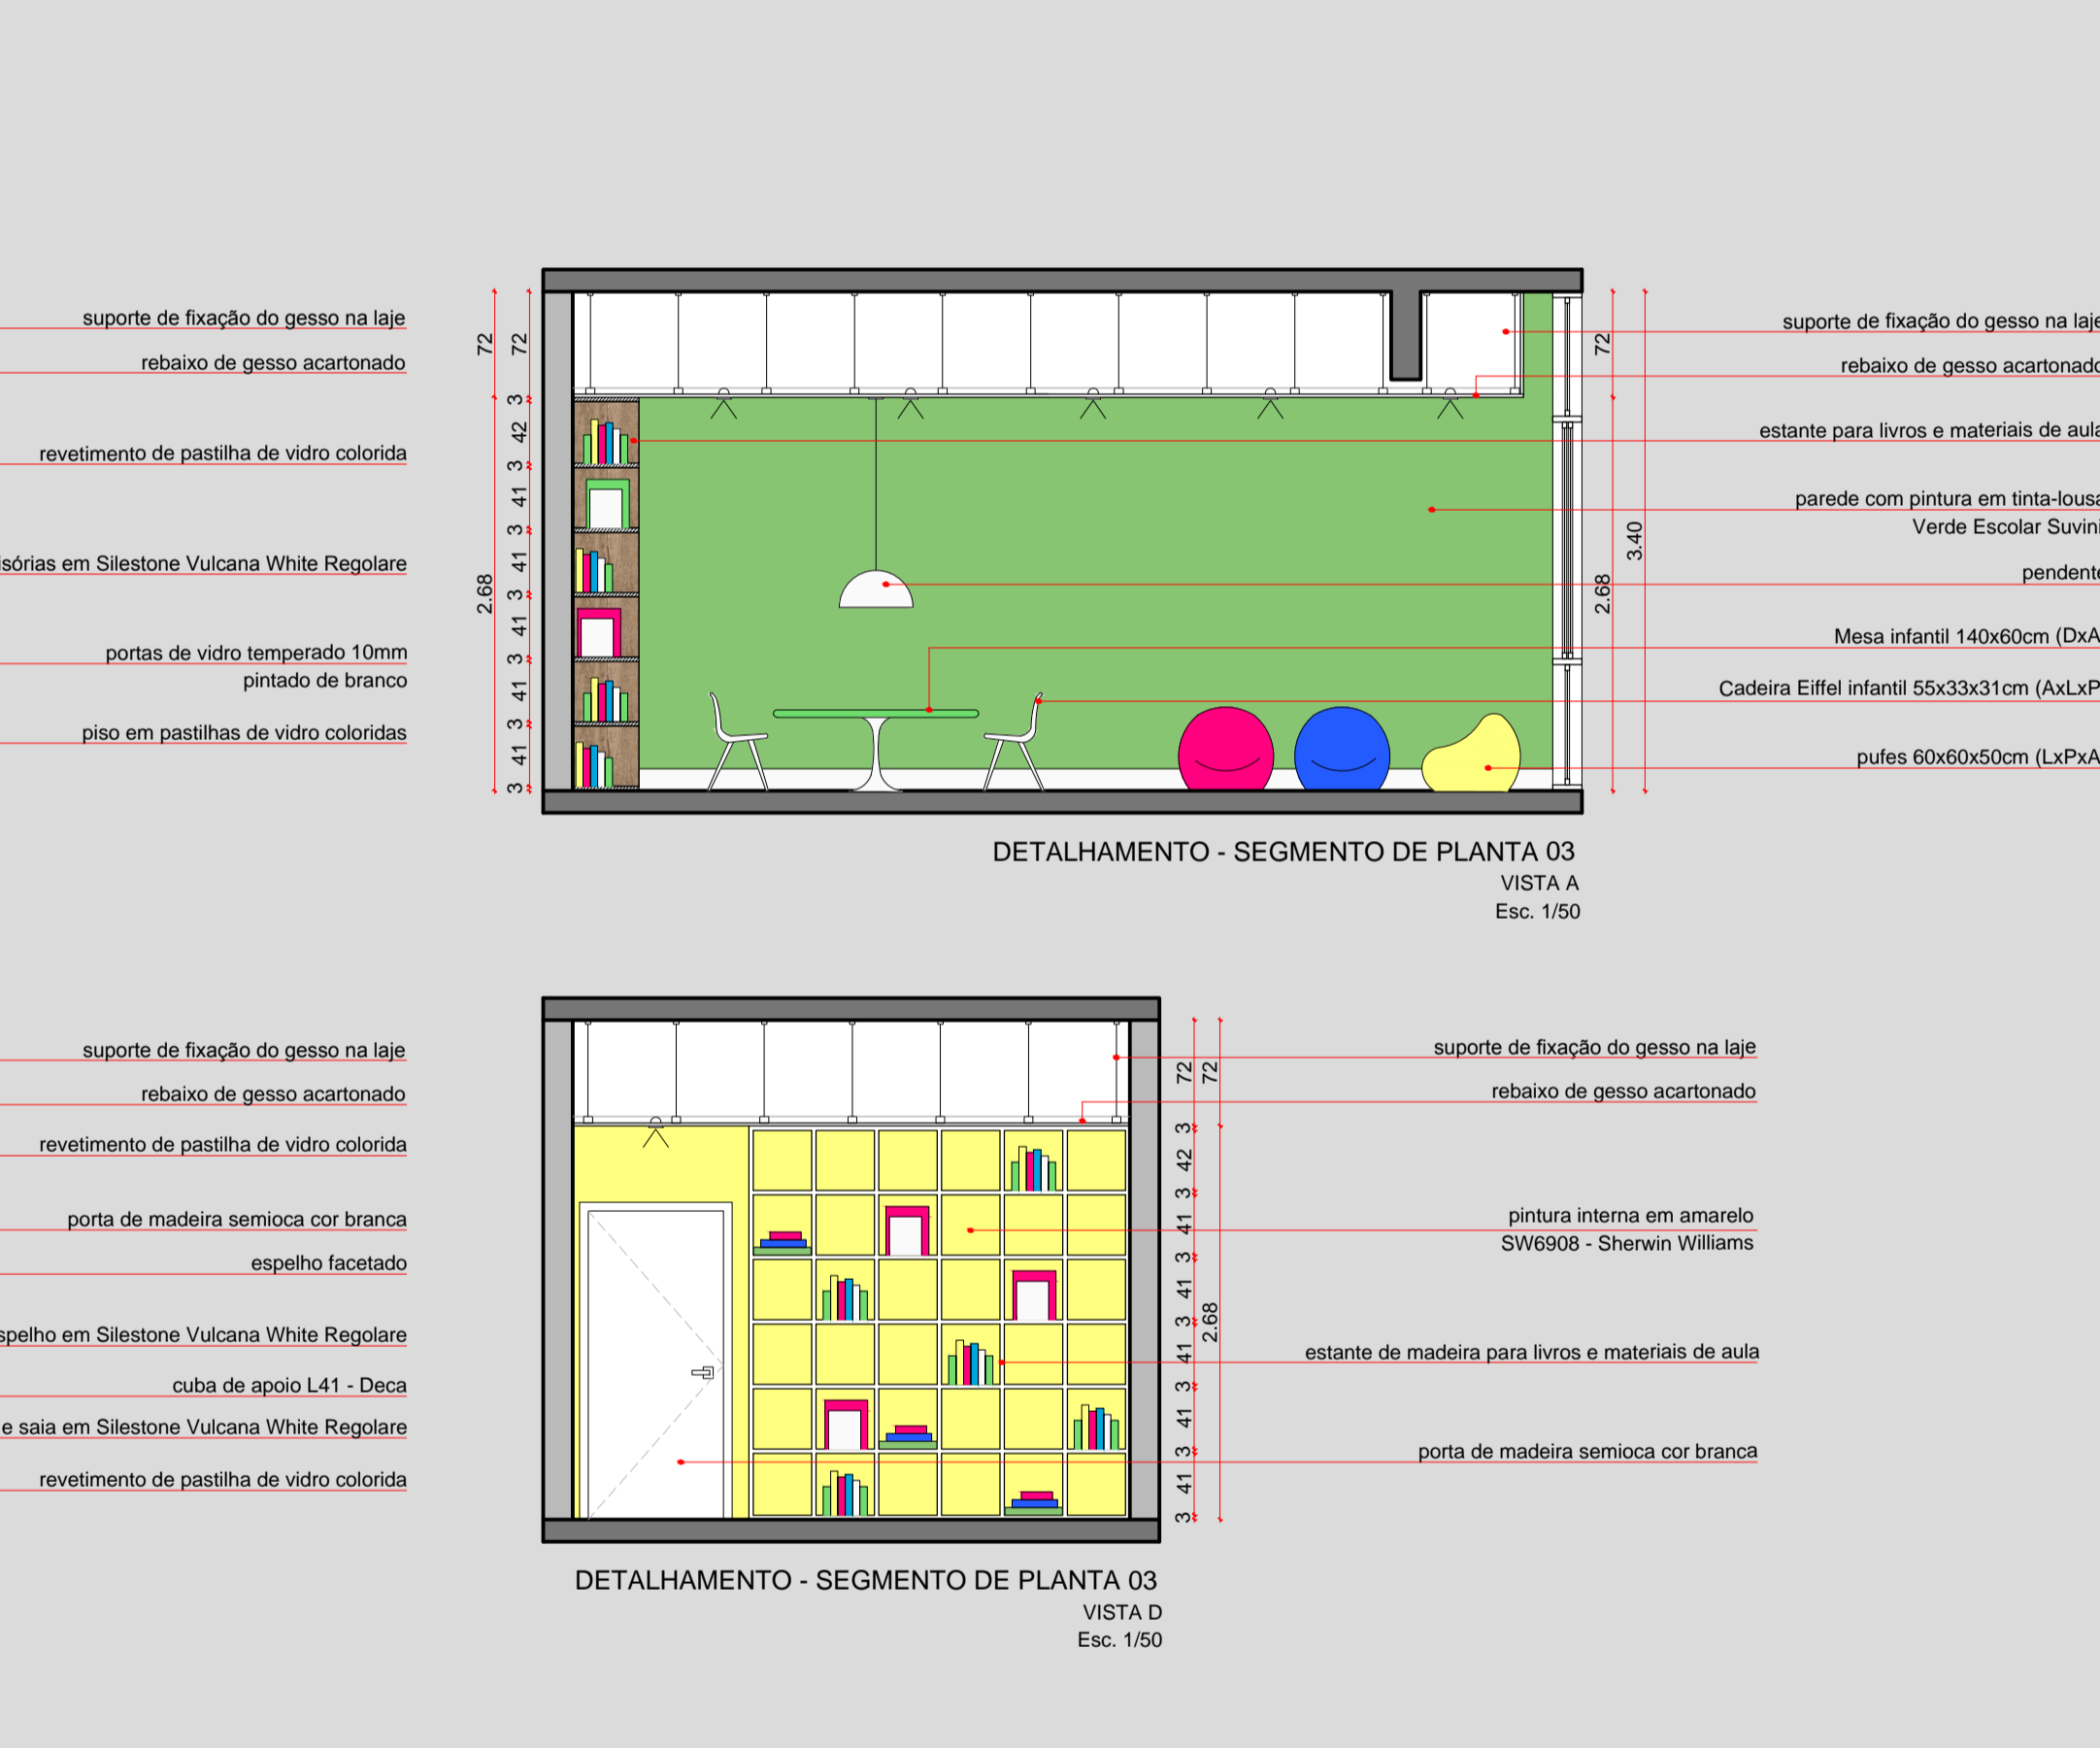 suporte de fixação do gesso na laje
rebaixo de gesso acartonado
revetimento de pastilha de vidro colorida
isórias em Silestone Vulcana White Regolare
portas de vidro temperado 10mm
pintado de branco
piso em pastilhas de vidro coloridas
72
2.68
72
3
42
3
41
3
41
3
41
3
41
3
41
3
72
2.68
3.40
suporte de fixação do gesso na laje
rebaixo de gesso acartonado
estante para livros e materiais de aula
parede com pintura em tinta-lousa
Verde Escolar Suvini
pendente
Mesa infantil 140x60cm (DxA
Cadeira Eiffel infantil 55x33x31cm (AxLxP
pufes 60x60x50cm (LxPxA
DETALHAMENTO - SEGMENTO DE PLANTA 03
VISTA A
Esc. 1/50
suporte de fixação do gesso na laje
rebaixo de gesso acartonado
revetimento de pastilha de vidro colorida
porta de madeira semioca cor branca
espelho facetado
spelho em Silestone Vulcana White Regolare
cuba de apoio L41 - Deca
e saia em Silestone Vulcana White Regolare
revetimento de pastilha de vidro colorida
72
3
42
3
41
3
41
3
41
3
41
3
41
3
72
2.68
suporte de fixação do gesso na laje
rebaixo de gesso acartonado
pintura interna em amarelo
SW6908 - Sherwin Williams
estante de madeira para livros e materiais de aula
porta de madeira semioca cor branca
DETALHAMENTO - SEGMENTO DE PLANTA 03
VISTA D
Esc. 1/50